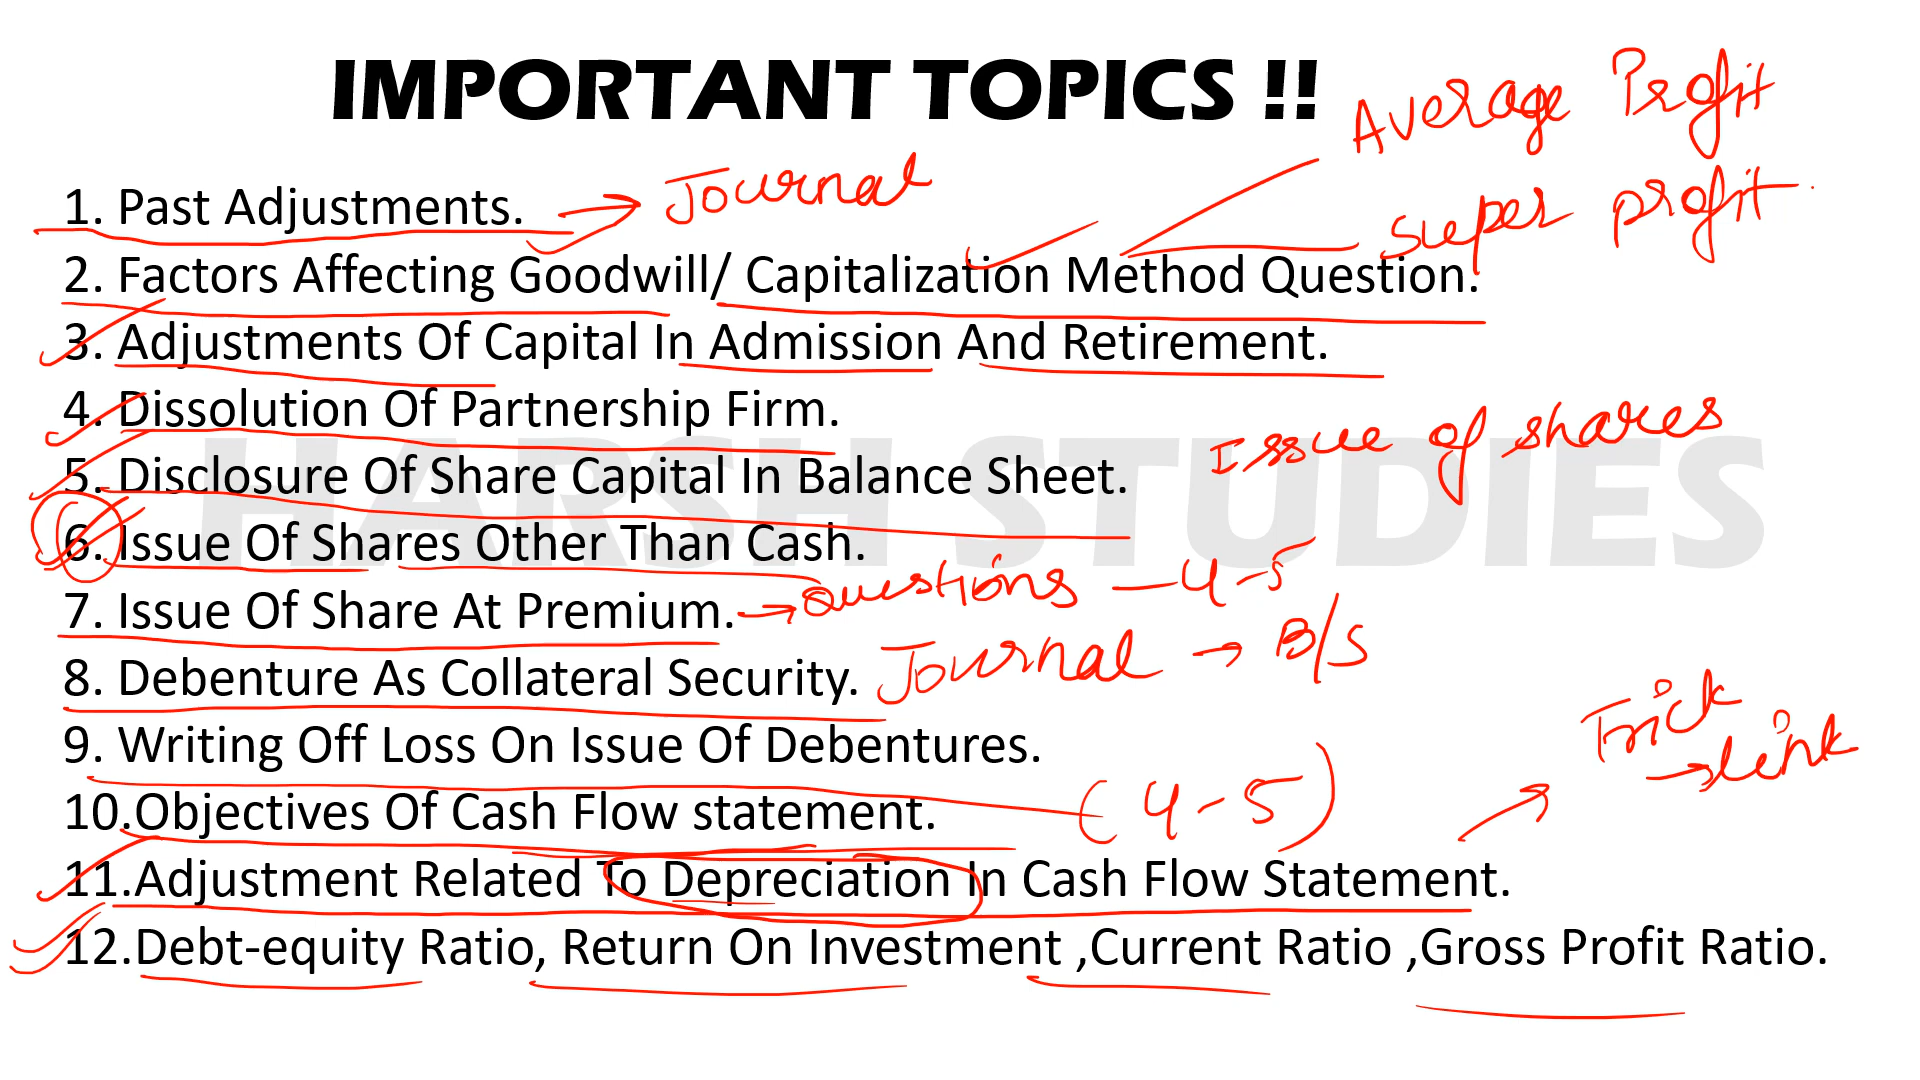 IMPORTANT TOPICS !!
Average Profit
super profit
1. Past Adjustments. → Journal
2. Factors Affecting Goodwill/ Capitalization Method Question.
3. Adjustments Of Capital In Admission And Retirement.
4. Dissolution Of Partnership Firm.
Issue of shares
5. Disclosure Of Share Capital In Balance Sheet.
HARSH STUDIES
6. Issue Of Shares Other Than Cash.
7. Issue Of Share At Premium. → Questions – 4-5
8. Debenture As Collateral Security. Journal → B/S
9. Writing Off Loss On Issue Of Debentures.
Trick
→ link
10.Objectives Of Cash Flow statement. (4-5)
11.Adjustment Related To Depreciation In Cash Flow Statement.
12.Debt-equity Ratio, Return On Investment ,Current Ratio ,Gross Profit Ratio.